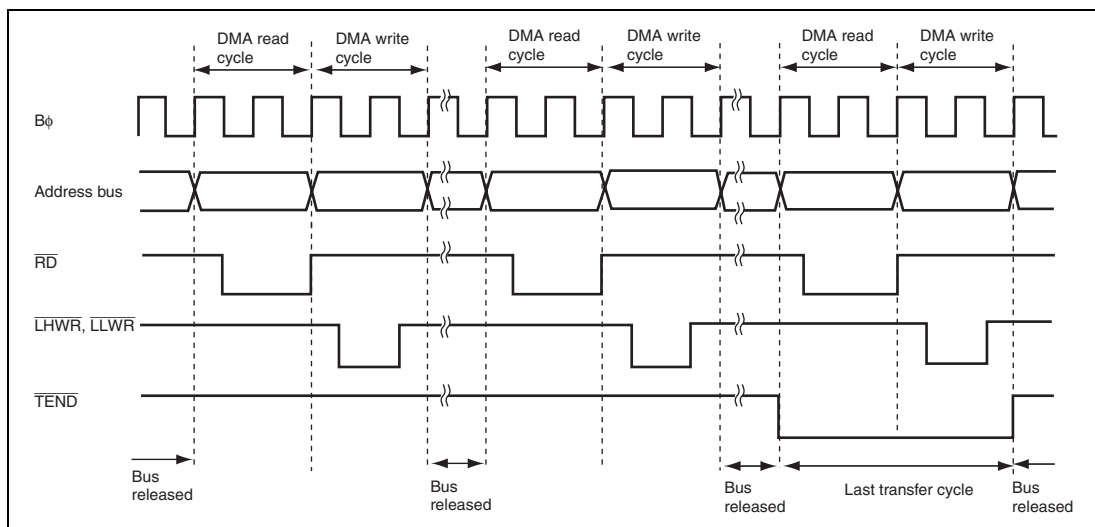 DMA read cycle
DMA write cycle
DMA read cycle
DMA write cycle
DMA read cycle
DMA write cycle
Bϕ
Address bus
RD
LHWR, LLWR
TEND
Bus released
Bus released
Bus released
Last transfer cycle
Bus released